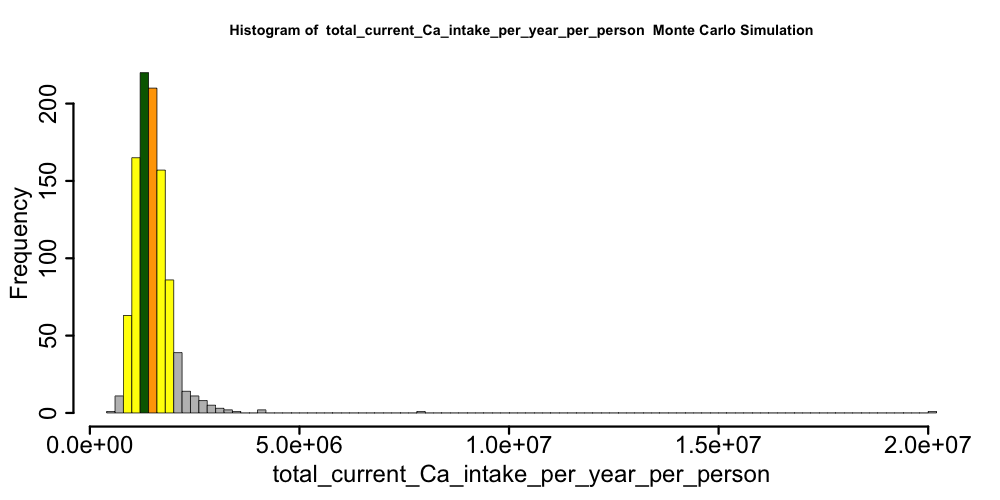 Histogram of  total_current_Ca_intake_per_year_per_person  Monte Carlo Simulation
Frequency
200
150
100
50
0
0.0e+00 5.0e+06 1.0e+07 1.5e+07 2.0e+07
total_current_Ca_intake_per_year_per_person